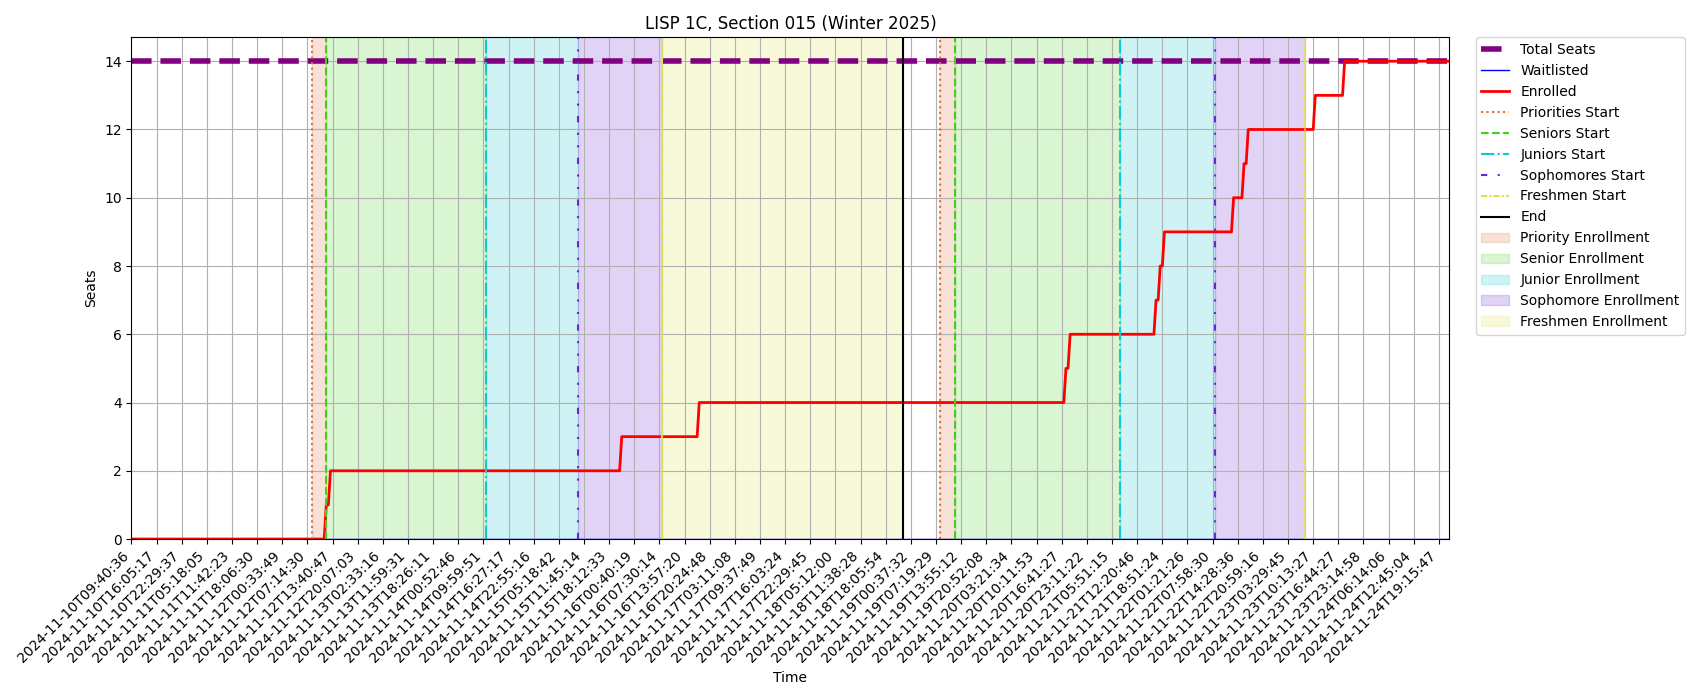 LISP 1C, Section 015 (Winter 2025)
14
12
10
8
6
4
2
0
Seats
2024-11-10T09:40:36
2024-11-10T16:05:17
2024-11-10T22:29:37
2024-11-11T05:18:05
2024-11-11T11:42:23
2024-11-11T18:06:30
2024-11-12T00:33:49
2024-11-12T07:14:30
2024-11-12T13:40:47
2024-11-12T20:07:03
2024-11-13T02:33:16
2024-11-13T11:59:31
2024-11-13T18:26:11
2024-11-14T00:52:46
2024-11-14T09:59:51
2024-11-14T16:27:17
2024-11-14T22:55:16
2024-11-15T05:18:42
2024-11-15T11:45:14
2024-11-15T18:12:33
2024-11-16T00:40:19
2024-11-16T07:30:14
2024-11-16T13:57:20
2024-11-16T20:24:48
2024-11-17T03:11:08
2024-11-17T09:37:49
2024-11-17T16:03:24
2024-11-17T22:29:45
2024-11-18T05:12:00
2024-11-18T11:38:28
2024-11-18T18:05:54
2024-11-19T00:37:32
2024-11-19T07:19:29
2024-11-19T13:55:12
2024-11-19T20:52:08
2024-11-20T03:21:34
2024-11-20T10:11:53
2024-11-20T16:41:27
2024-11-20T23:11:22
2024-11-21T05:51:15
2024-11-21T12:20:46
2024-11-21T18:51:24
2024-11-22T01:21:26
2024-11-22T07:58:30
2024-11-22T14:28:36
2024-11-22T20:59:16
2024-11-23T03:29:45
2024-11-23T10:13:27
2024-11-23T16:44:27
2024-11-23T23:14:58
2024-11-24T06:14:06
2024-11-24T12:45:04
2024-11-24T19:15:47
Time
Total Seats
Waitlisted
Enrolled
Priorities Start
Seniors Start
Juniors Start
Sophomores Start
Freshmen Start
End
Priority Enrollment
Senior Enrollment
Junior Enrollment
Sophomore Enrollment
Freshmen Enrollment